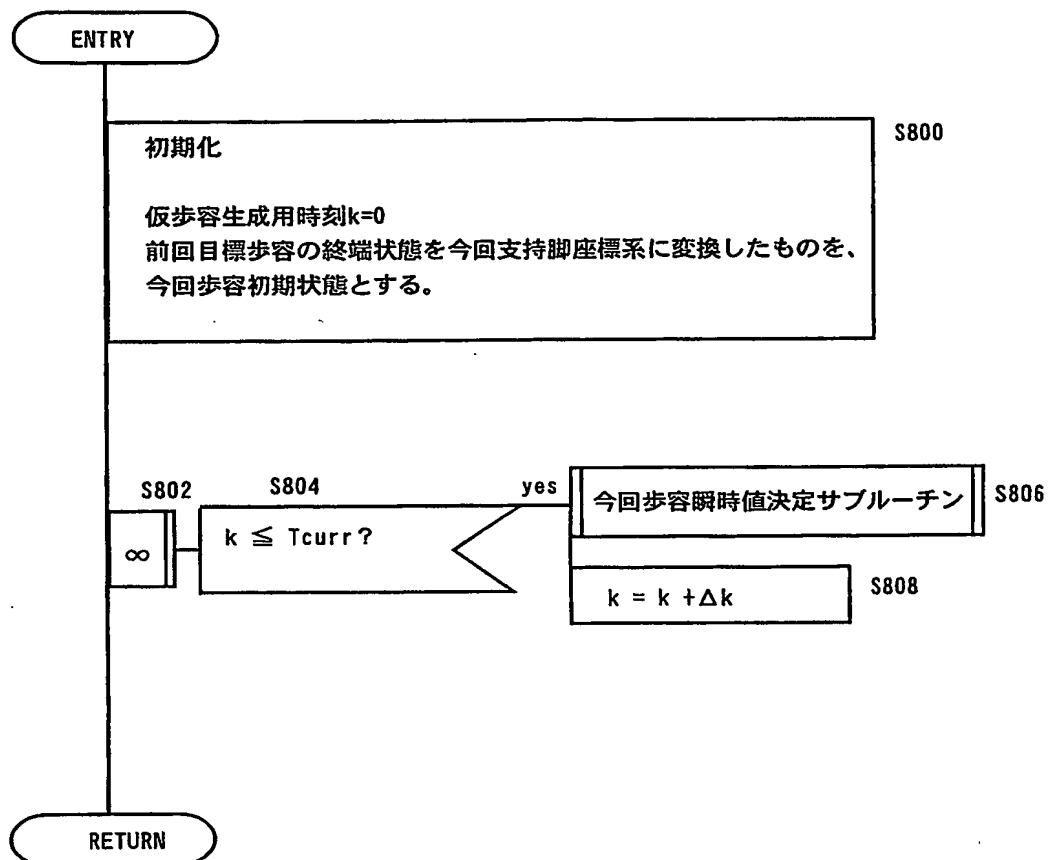 ENTRY
S800
初期化
仮歩容生成用時刻k=0
前回目標歩容の終端状態を今回支持脚座標系に変換したものを、
今回歩容初期状態とする。
S802
S804
yes
今回歩容瞬時値決定サブルーチン
S806
∞
k ≦ Tcurr?
k = k +Δk
S808
RETURN